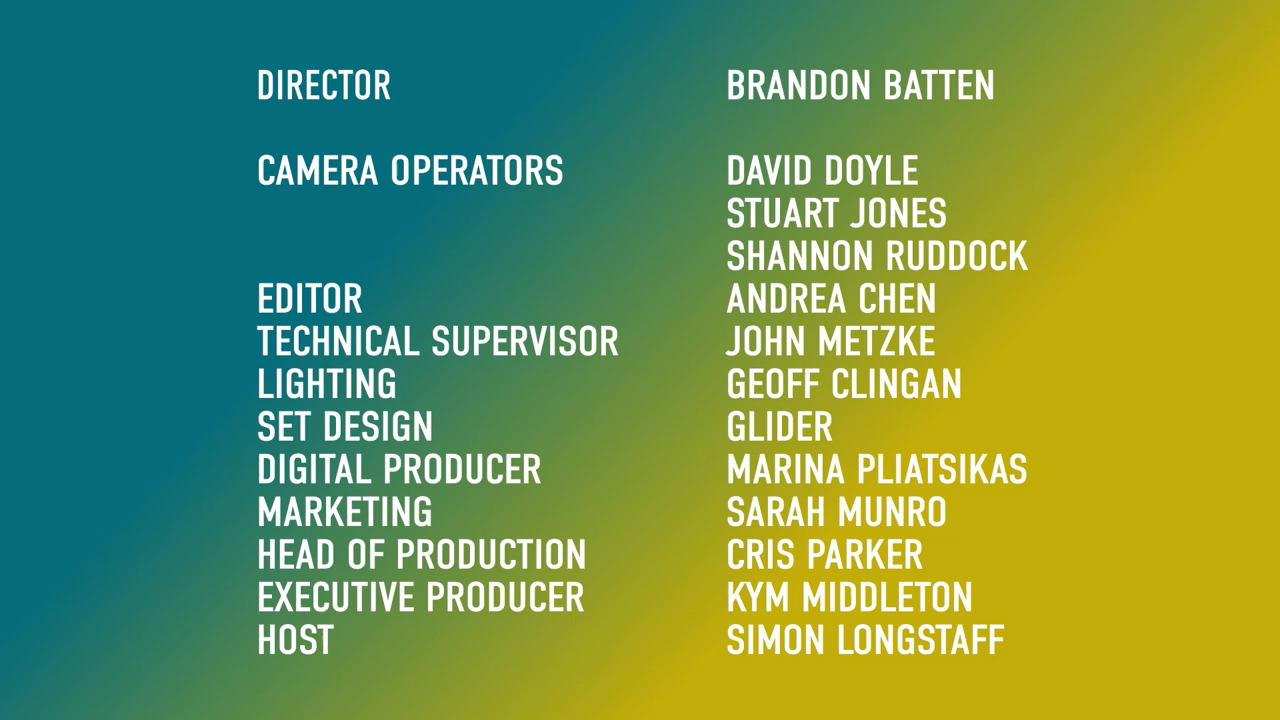 DIRECTOR BRANDON BATTEN
CAMERA OPERATORS DAVID DOYLE
STUART JONES
SHANNON RUDDOCK
EDITOR ANDREA CHEN
TECHNICAL SUPERVISOR JOHN METZKE
LIGHTING GEOFF CLINGAN
SET DESIGN GLIDER
DIGITAL PRODUCER MARINA PLIATSIKAS
MARKETING SARAH MUNRO
HEAD OF PRODUCTION CRIS PARKER
EXECUTIVE PRODUCER KYM MIDDLETON
HOST SIMON LONGSTAFF